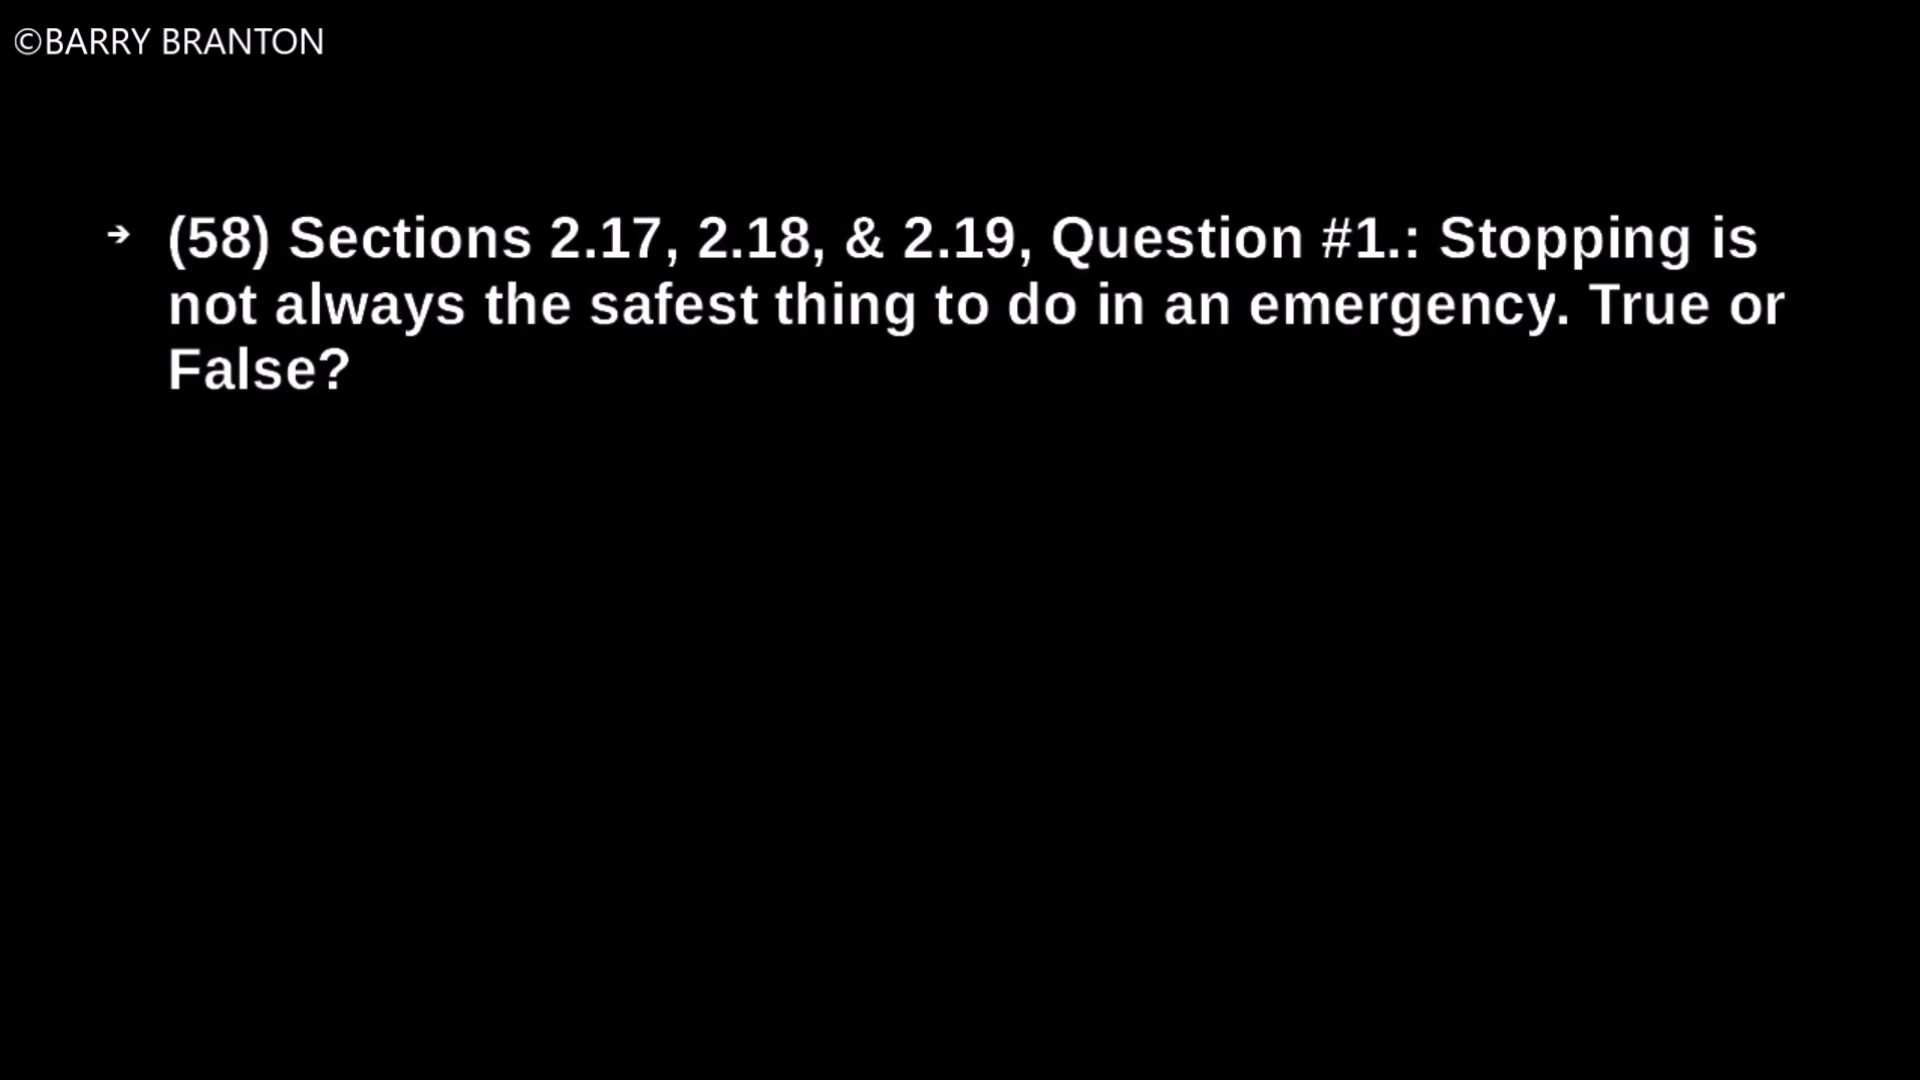 ©BARRY BRANTON
➔ (58) Sections 2.17, 2.18, & 2.19, Question #1.: Stopping is
not always the safest thing to do in an emergency. True or
False?